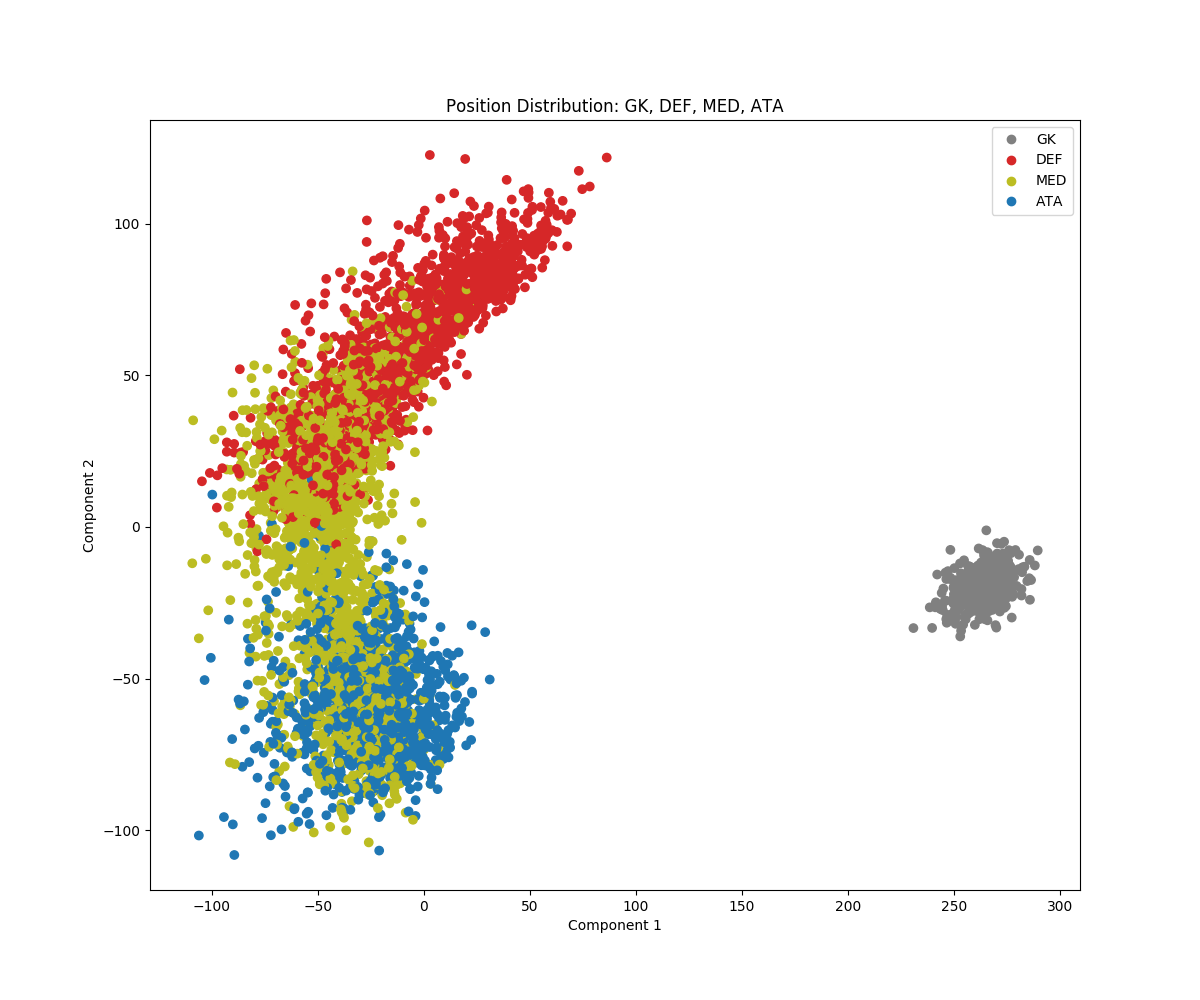 Position Distribution: GK, DEF, MED, ATA
GK
DEF
MED
ATA
100
50
0
−50
−100
Component 2
−100
−50
0
50
100
150
200
250
300
Component 1